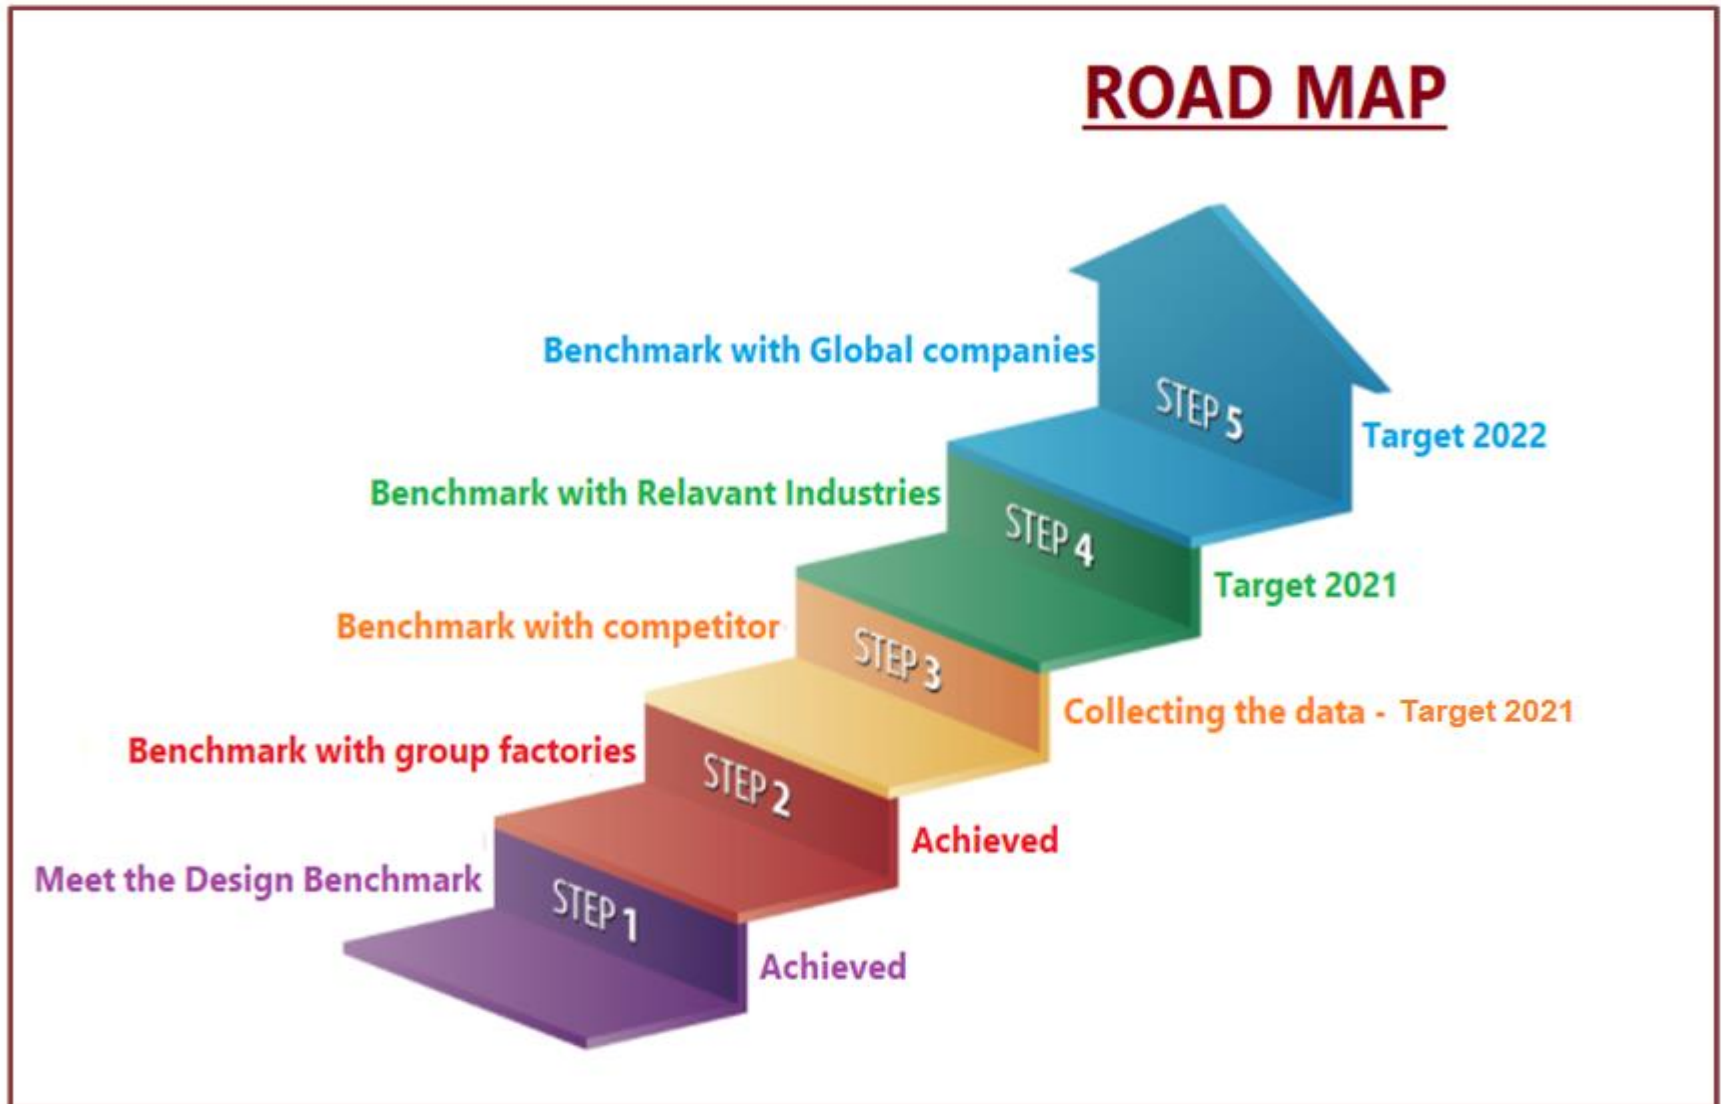 ROAD MAP
Benchmark with Global companies
STEP 5
Target 2022
Benchmark with Relavant Industries
STEP 4
Target 2021
Benchmark with competitor
STEP 3
Collecting the data - Target 2021
Benchmark with group factories
STEP 2
Achieved
Meet the Design Benchmark
STEP 1
Achieved